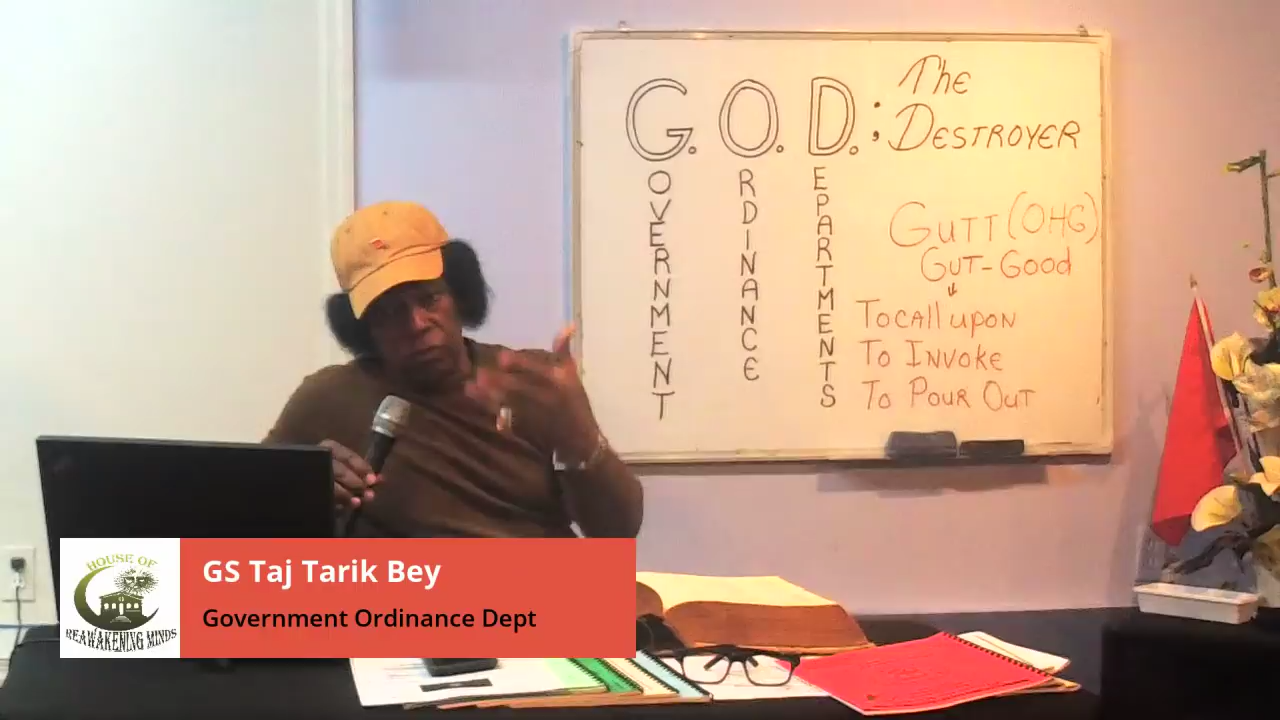 G. O. D. ; The
Destroyer
GOVERNMENT
ORDINANCE
DEPARTMENTS
Gutt (OHG)
Gut-Good
To call upon
To Invoke
To Pour Out
HOUSE OF
REAWAKENING MINDS
GS Taj Tarik Bey
Government Ordinance Dept